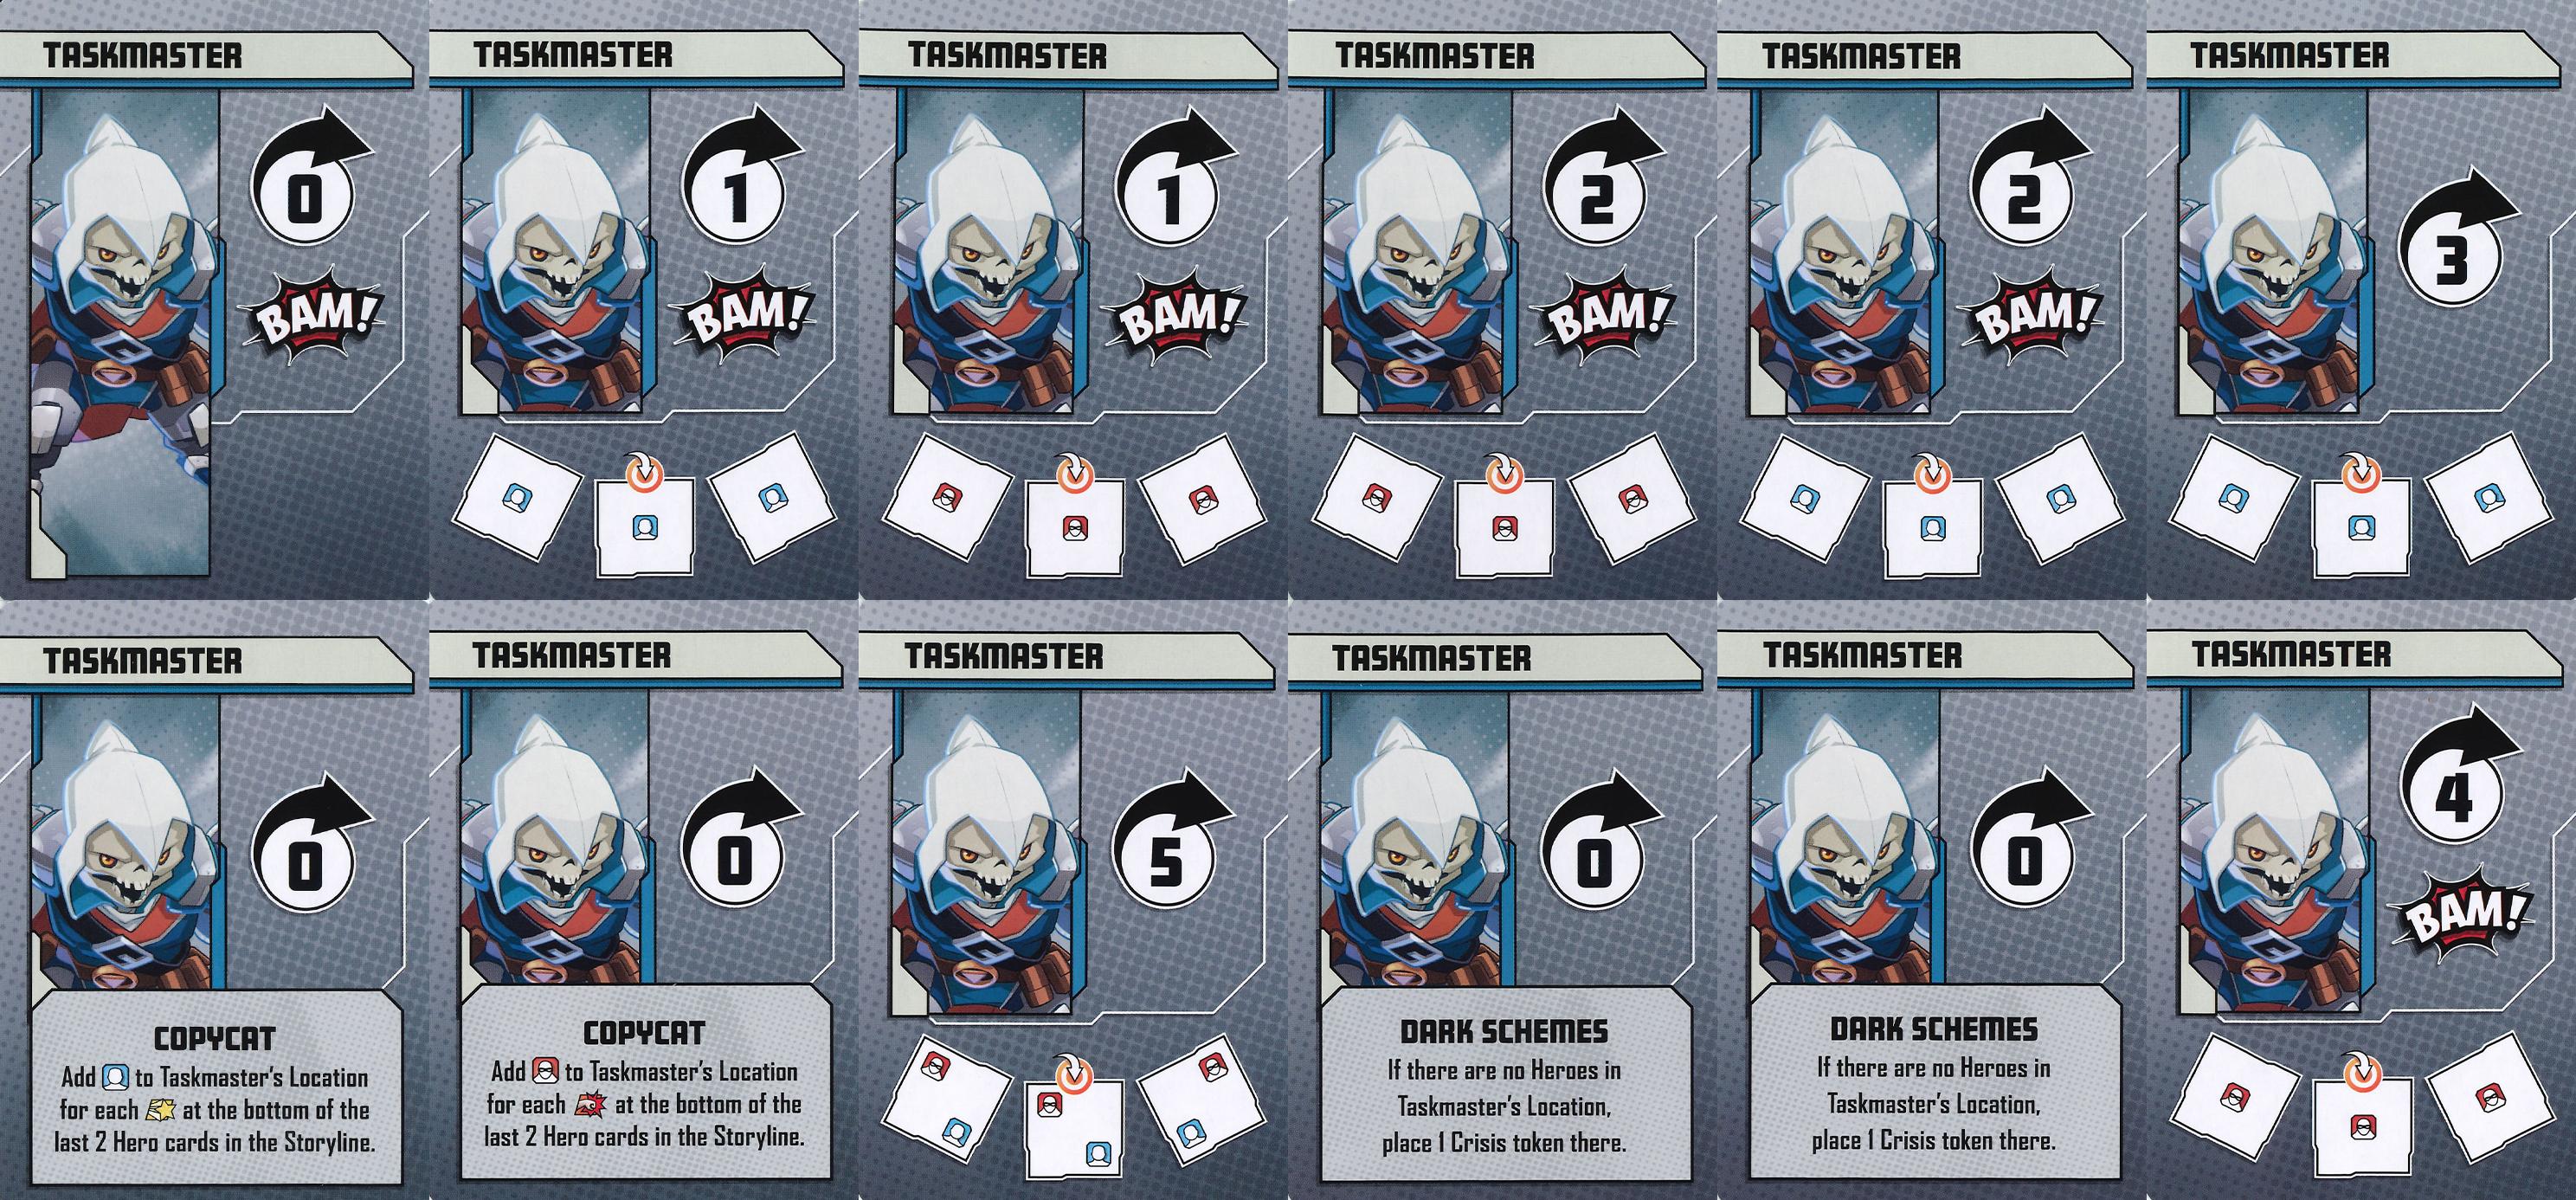 TASKMASTER
0
BAM!
TASKMASTER
1
BAM!
TASKMASTER
1
BAM!
TASKMASTER
2
BAM!
TASKMASTER
2
BAM!
TASKMASTER
3
TASKMASTER
0
COPYCAT
Add to Taskmaster's Location
for each at the bottom of the
last 2 Hero cards in the Storyline.
TASKMASTER
0
COPYCAT
Add to Taskmaster's Location
for each at the bottom of the
last 2 Hero cards in the Storyline.
TASKMASTER
5
TASKMASTER
0
DARK SCHEMES
If there are no Heroes in
Taskmaster's Location,
place 1 Crisis token there.
TASKMASTER
0
DARK SCHEMES
If there are no Heroes in
Taskmaster's Location,
place 1 Crisis token there.
TASKMASTER
4
BAM!